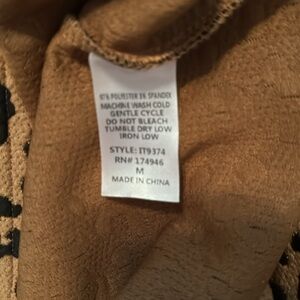 97% POLYESTER 3% SPANDEX
MACHINE WASH COLD
GENTLE CYCLE
DO NOT BLEACH
TUMBLE DRY LOW
IRON LOW
STYLE: IT9374
RN# 174946
M
MADE IN CHINA